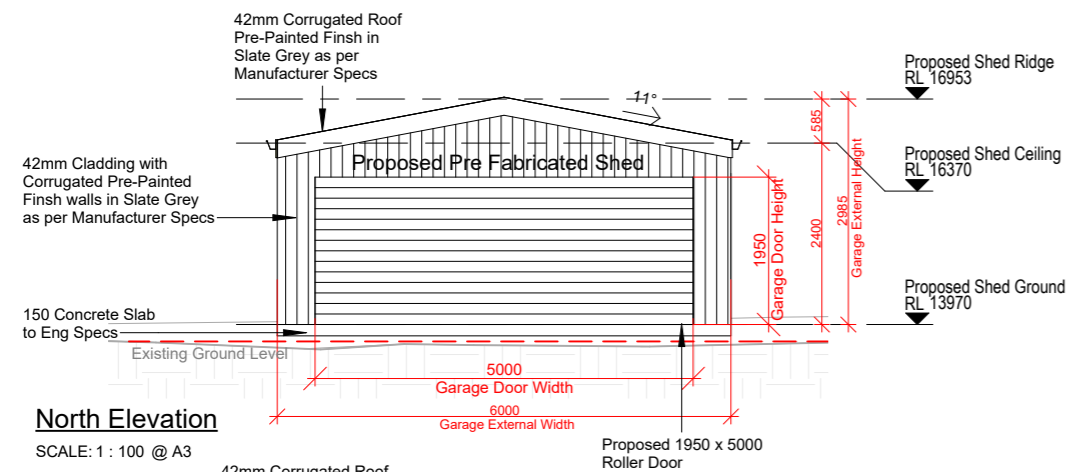 42mm Corrugated Roof
Pre-Painted Finsh in
Slate Grey as per
Manufacturer Specs
11°
Proposed Shed Ridge
RL 16953
585
42mm Cladding with
Corrugated Pre-Painted
Finsh walls in Slate Grey
as per Manufacturer Specs
Proposed Pre Fabricated Shed
Proposed Shed Ceiling
RL 16370
1950
Garage Door Height
2400
2985
Garage External Height
150 Concrete Slab
to Eng Specs
Proposed Shed Ground
RL 13970
Existing Ground Level
5000
Garage Door Width
6000
Garage External Width
North Elevation
SCALE: 1 : 100 @ A3
Proposed 1950 x 5000
Roller Door
42mm Corrugated Roof